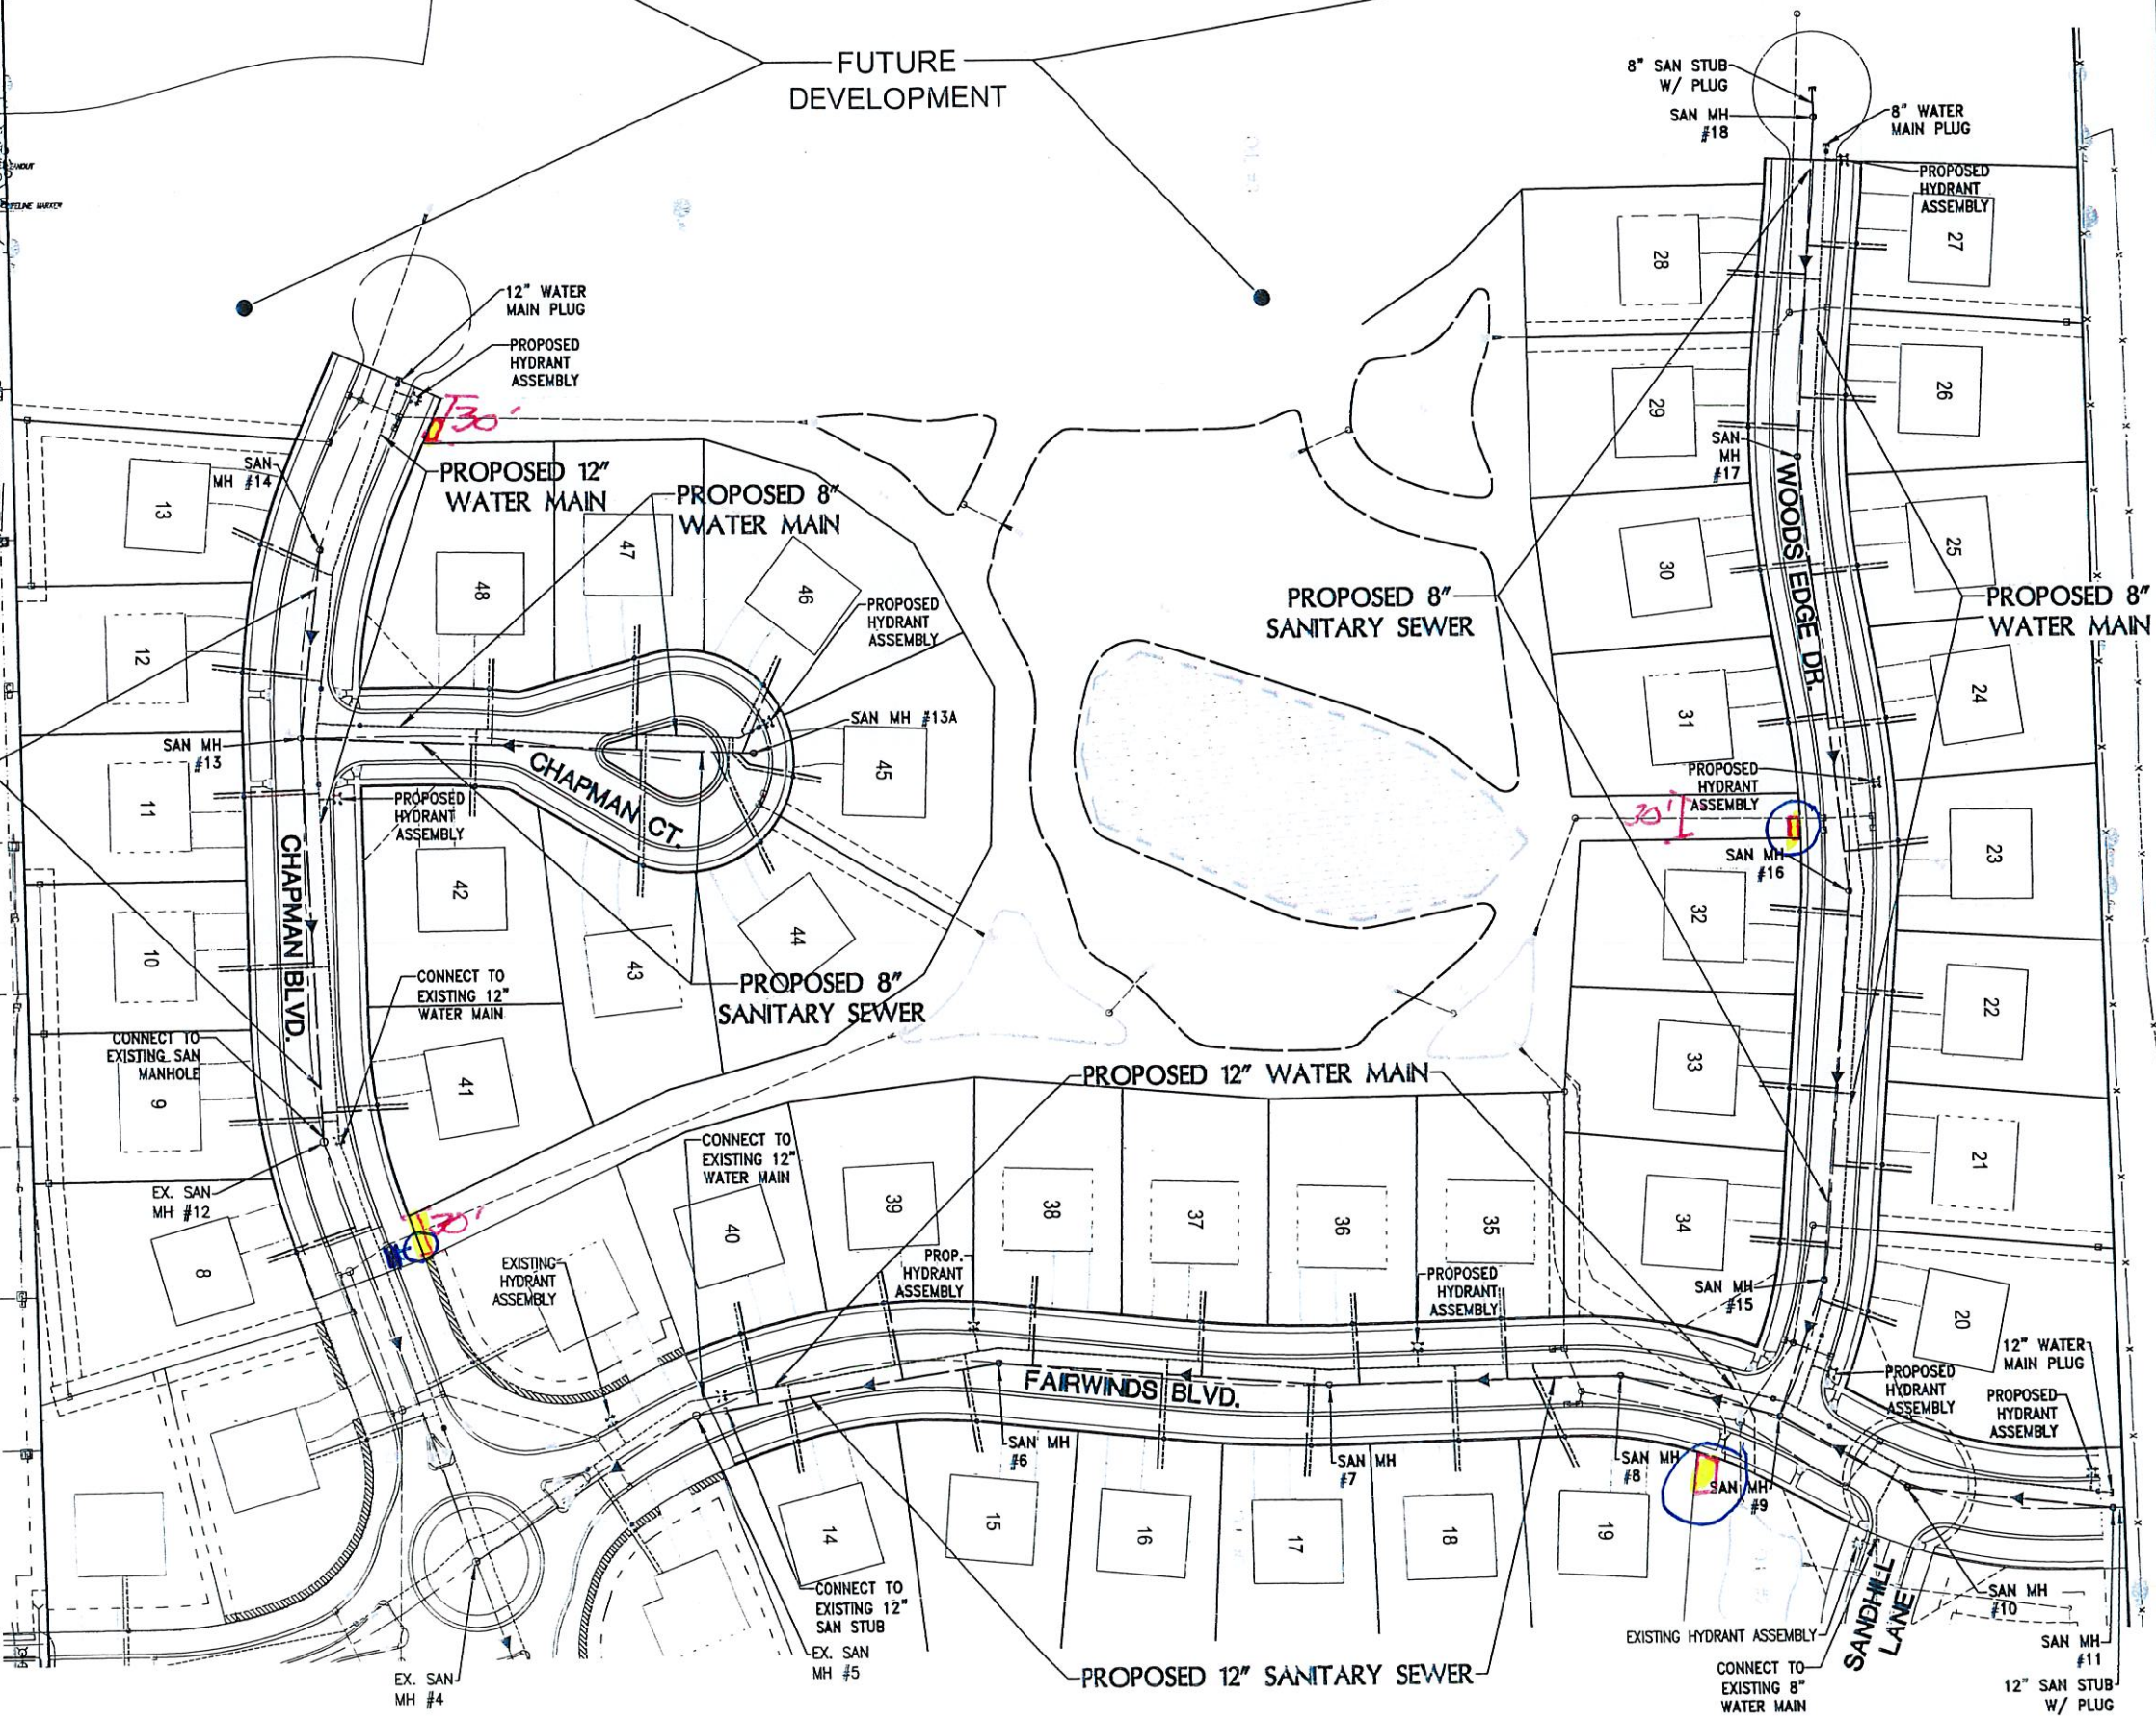 FUTURE
DEVELOPMENT
8" SAN STUB
W/ PLUG
SAN MH
#18
8" WATER
MAIN PLUG
PROPOSED
HYDRANT
ASSEMBLY
27
28
12" WATER
MAIN PLUG
PROPOSED
HYDRANT
ASSEMBLY
30'
26
29
SAN
MH
#17
SAN
MH #14
PROPOSED 12"
WATER MAIN
PROPOSED 8"
WATER MAIN
13
47
48
46
PROPOSED
HYDRANT
ASSEMBLY
WOODS EDGE DR.
25
30
PROPOSED 8"
SANITARY SEWER
PROPOSED 8"
WATER MAIN
12
24
31
SAN MH
#13
SAN MH #13A
CHAPMAN CT.
45
11
PROPOSED
HYDRANT
ASSEMBLY
PROPOSED
HYDRANT
ASSEMBLY
30'
SAN MH
#16
23
CHAPMAN BLVD.
42
32
10
43
44
CONNECT TO
EXISTING 12"
WATER MAIN
PROPOSED 8"
SANITARY SEWER
22
33
CONNECT TO
EXISTING SAN
MANHOLE
9
41
PROPOSED 12" WATER MAIN
CONNECT TO
EXISTING 12"
WATER MAIN
21
EX. SAN
MH #12
30'
8
EXISTING
HYDRANT
ASSEMBLY
40
39
38
37
36
35
34
PROP.
HYDRANT
ASSEMBLY
PROPOSED
HYDRANT
ASSEMBLY
SAN MH
#15
20
12" WATER
MAIN PLUG
PROPOSED
HYDRANT
ASSEMBLY
PROPOSED
HYDRANT
ASSEMBLY
FAIRWINDS BLVD.
SAN MH
#6
SAN MH
#7
SAN MH
#8
SAN MH
#9
14
15
16
17
18
19
CONNECT TO
EXISTING 12"
SAN STUB
EX. SAN
MH #5
EX. SAN
MH #4
PROPOSED 12" SANITARY SEWER
EXISTING HYDRANT ASSEMBLY
CONNECT TO
EXISTING 8"
WATER MAIN
SANDHILL
LANE
SAN MH
#10
SAN MH
#11
12" SAN STUB
W/ PLUG